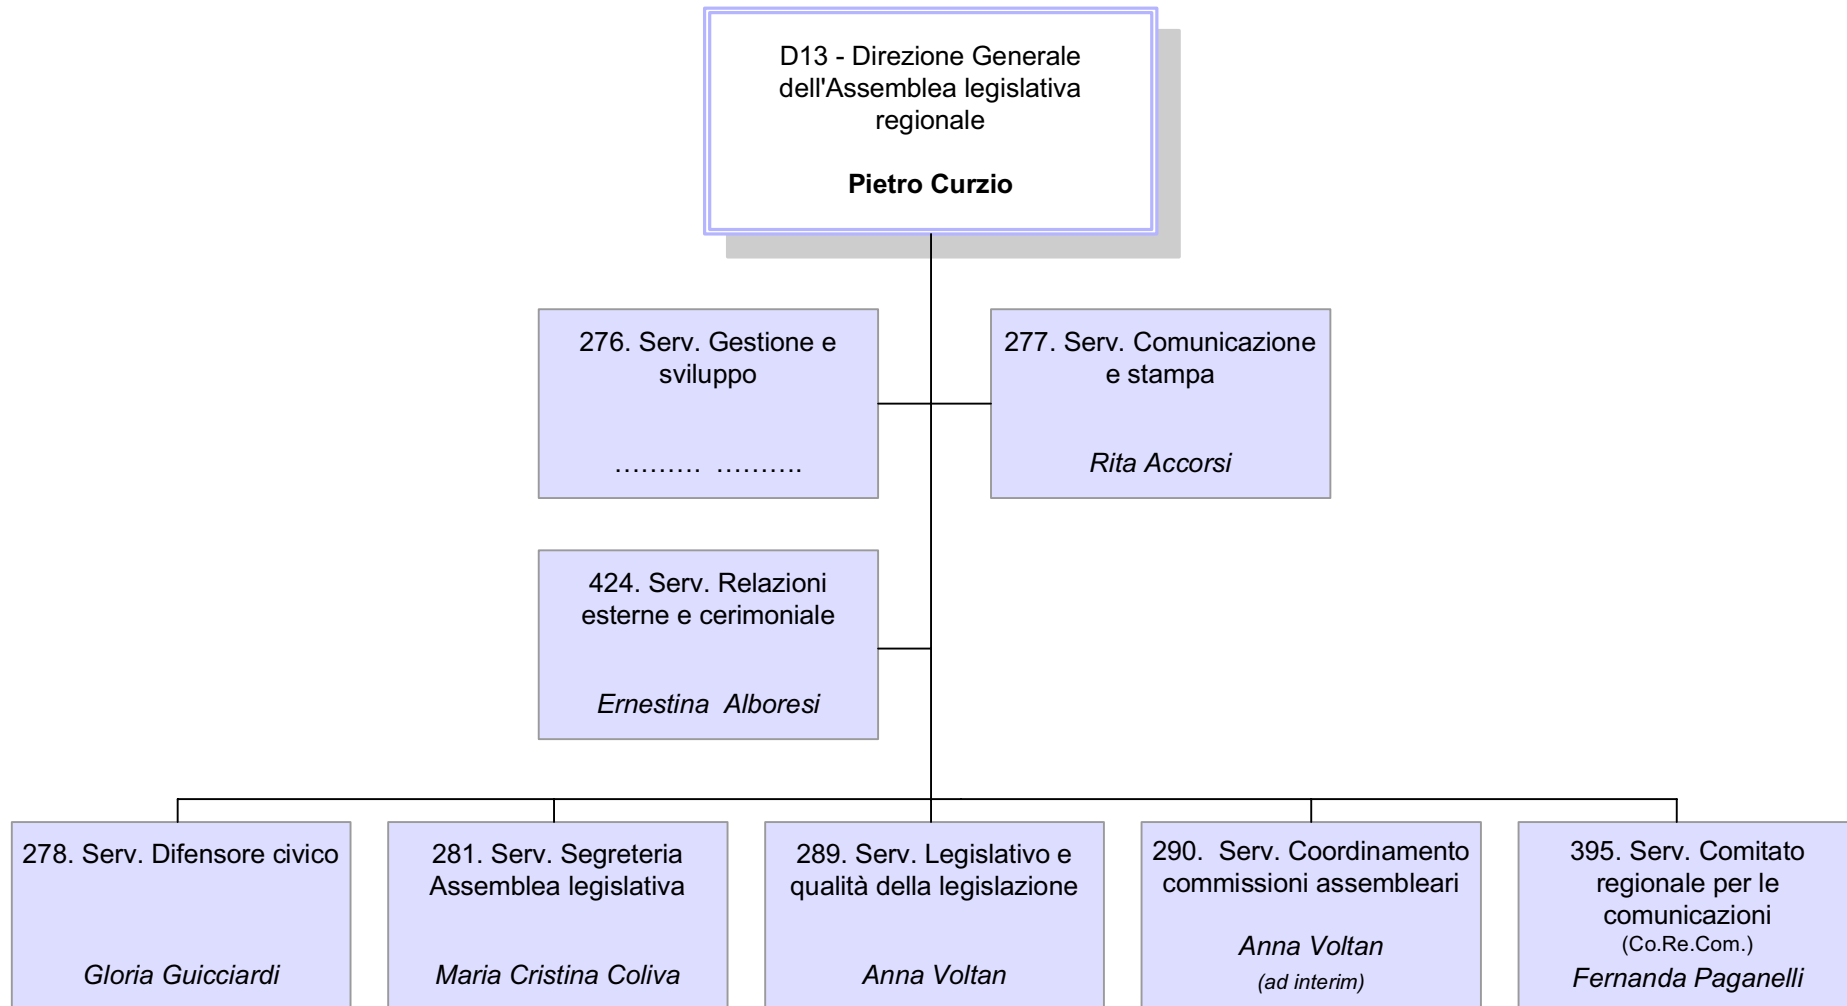 D13 - Direzione Generale
dell'Assemblea legislativa
regionale
Pietro Curzio
276. Serv. Gestione e
sviluppo
.......... ..........
277. Serv. Comunicazione
e stampa
Rita Accorsi
424. Serv. Relazioni
esterne e cerimoniale
Ernestina Alboresi
278. Serv. Difensore civico
Gloria Guicciardi
281. Serv. Segreteria
Assemblea legislativa
Maria Cristina Coliva
289. Serv. Legislativo e
qualità della legislazione
Anna Voltan
290. Serv. Coordinamento
commissioni assembleari
Anna Voltan
(ad interim)
395. Serv. Comitato
regionale per le
comunicazioni
(Co.Re.Com.)
Fernanda Paganelli